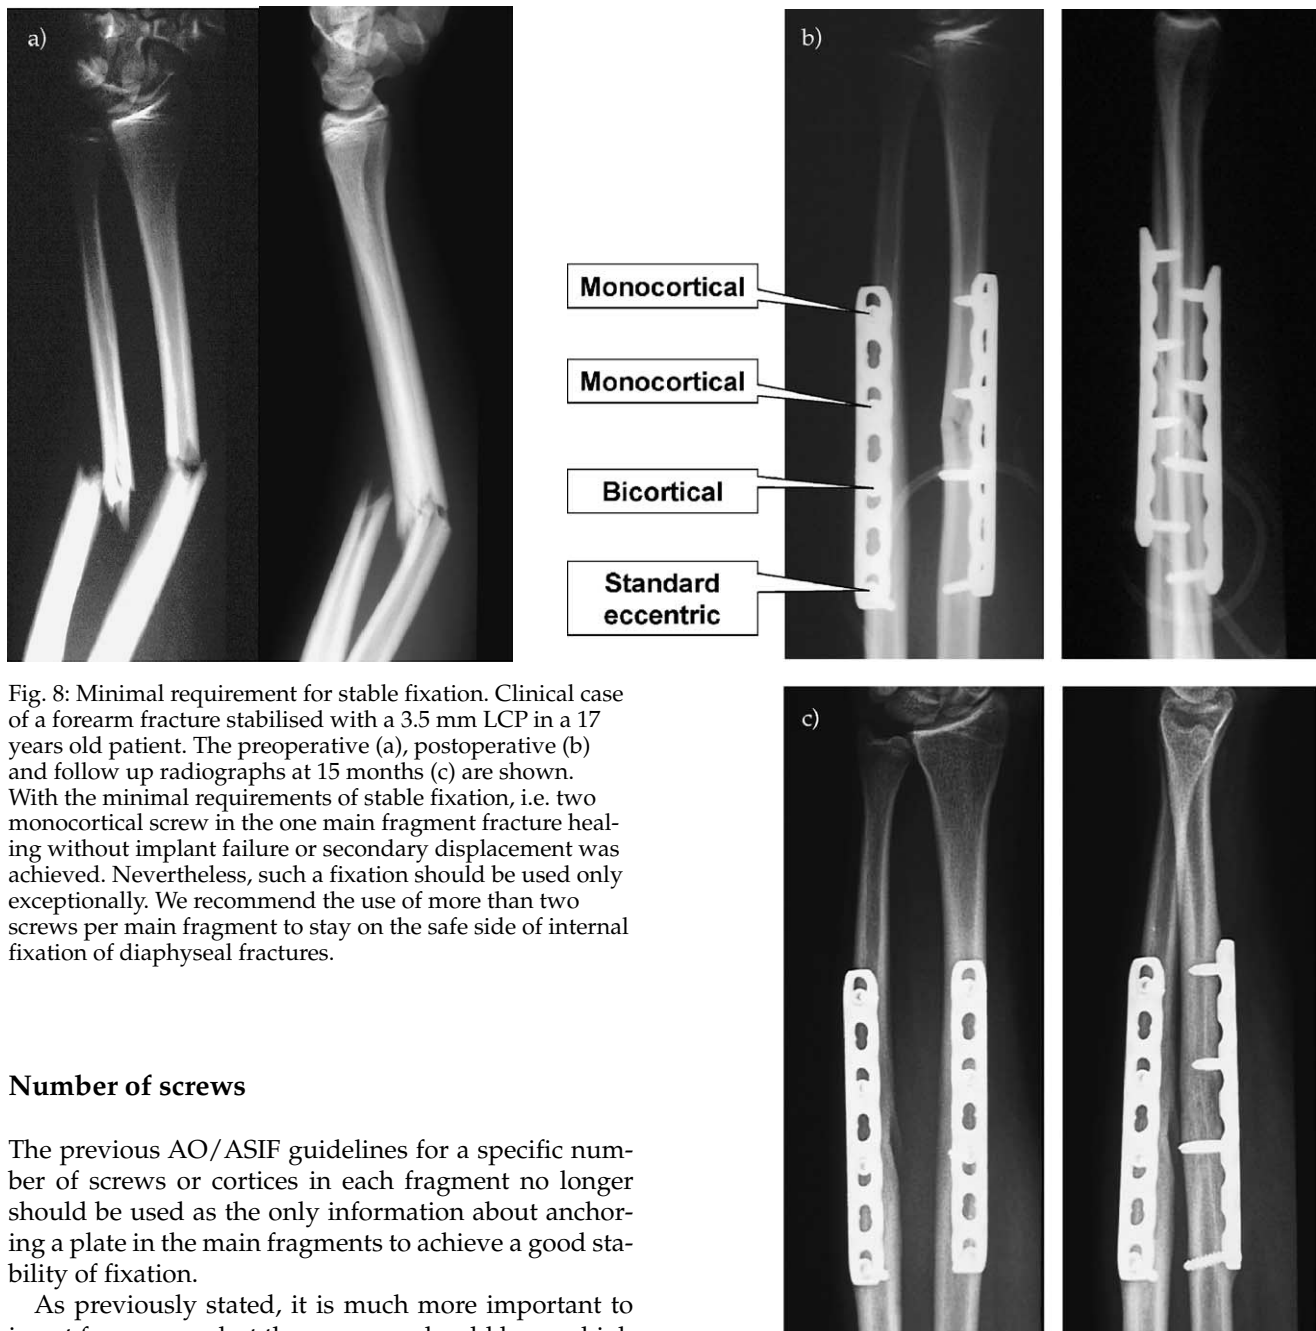 a)
b)
Monocortical
Monocortical
Bicortical
Standard
eccentric
Fig. 8: Minimal requirement for stable fixation. Clinical case
of a forearm fracture stabilised with a 3.5 mm LCP in a 17
years old patient. The preoperative (a), postoperative (b)
and follow up radiographs at 15 months (c) are shown.
With the minimal requirements of stable fixation, i.e. two
monocortical screw in the one main fragment fracture heal-
ing without implant failure or secondary displacement was
achieved. Nevertheless, such a fixation should be used only
exceptionally. We recommend the use of more than two
screws per main fragment to stay on the safe side of internal
fixation of diaphyseal fractures.
c)
Number of screws
The previous AO/ASIF guidelines for a specific num-
ber of screws or cortices in each fragment no longer
should be used as the only information about anchor-
ing a plate in the main fragments to achieve a good sta-
bility of fixation.
As previously stated, it is much more important to